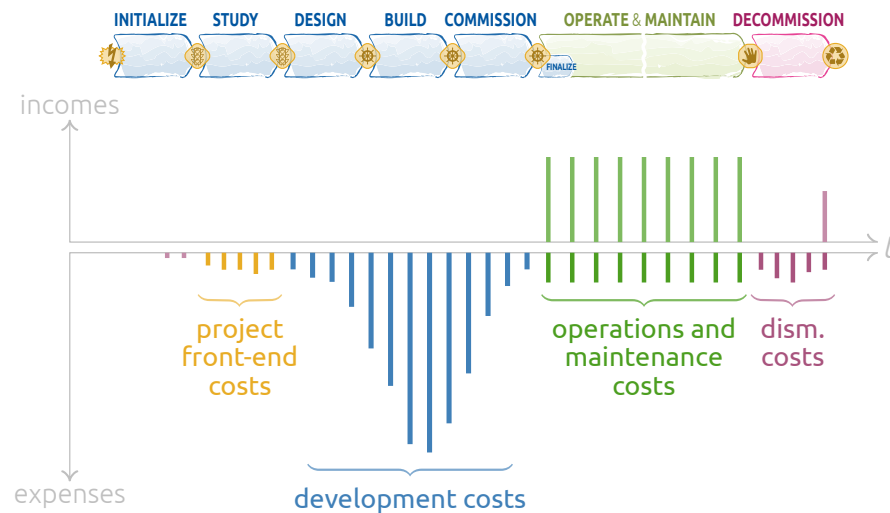 INITIALIZE STUDY DESIGN BUILD COMMISSION OPERATE & MAINTAIN DECOMMISSION
FINALIZE
incomes
t
project
front-end
costs
operations and
maintenance
costs
dism.
costs
expenses
development costs